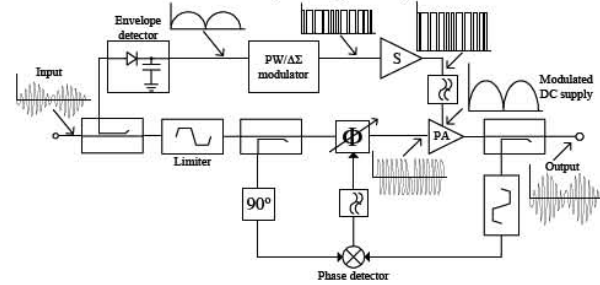 Envelope
detector
PW/ΔΣ
modulator
S
Input
Modulated
DC supply
Limiter
Φ
PA
Output
90°
Phase detector